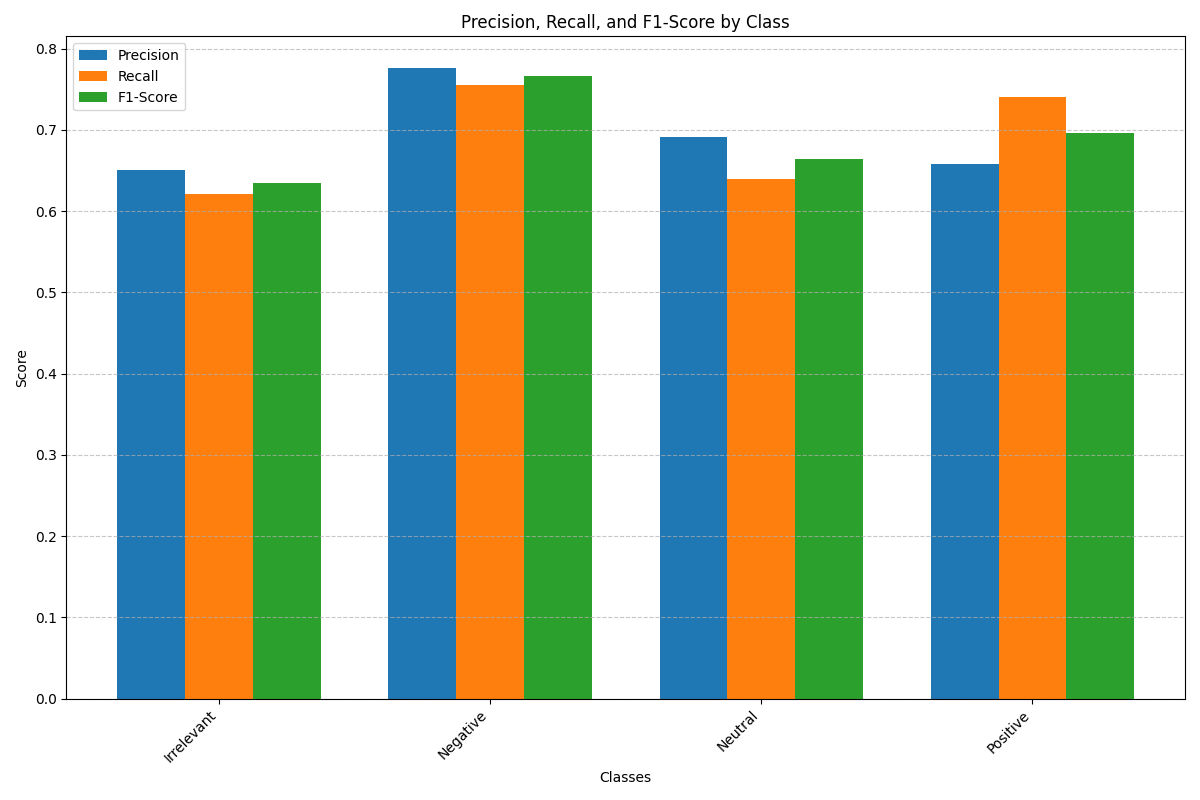 Precision, Recall, and F1-Score by Class
Precision
Recall
F1-Score
0.8
0.7
0.6
0.5
0.4
0.3
0.2
0.1
0.0
Score
Irrelevant
Negative
Neutral
Positive
Classes